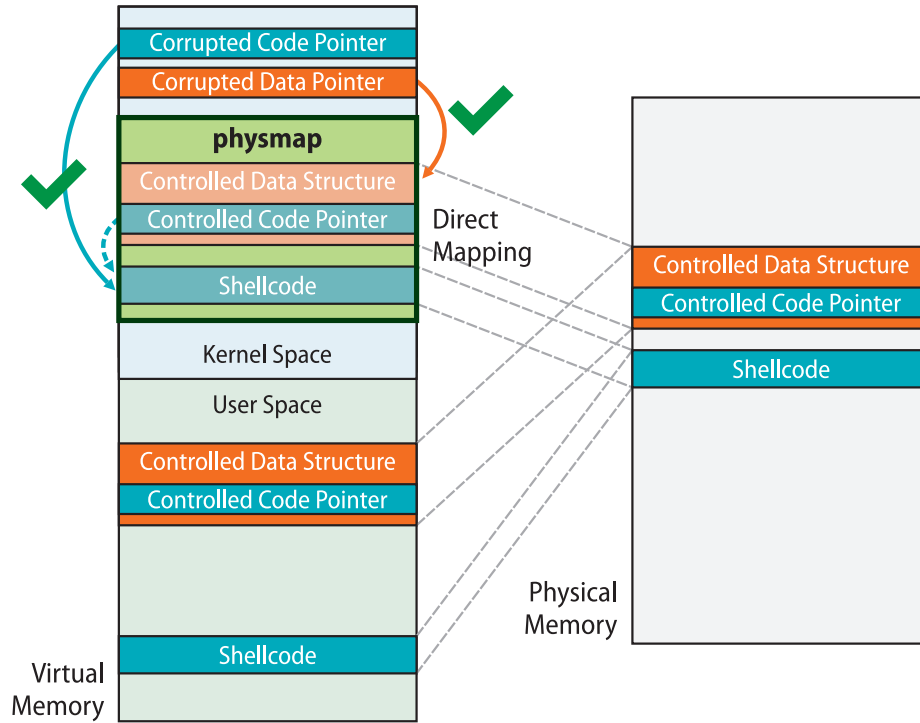 Corrupted Code Pointer
Corrupted Data Pointer
physmap
Controlled Data Structure
Controlled Code Pointer
Shellcode
Kernel Space
User Space
Controlled Data Structure
Controlled Code Pointer
Shellcode
Virtual
Memory
Direct
Mapping
Controlled Data Structure
Controlled Code Pointer
Shellcode
Physical
Memory